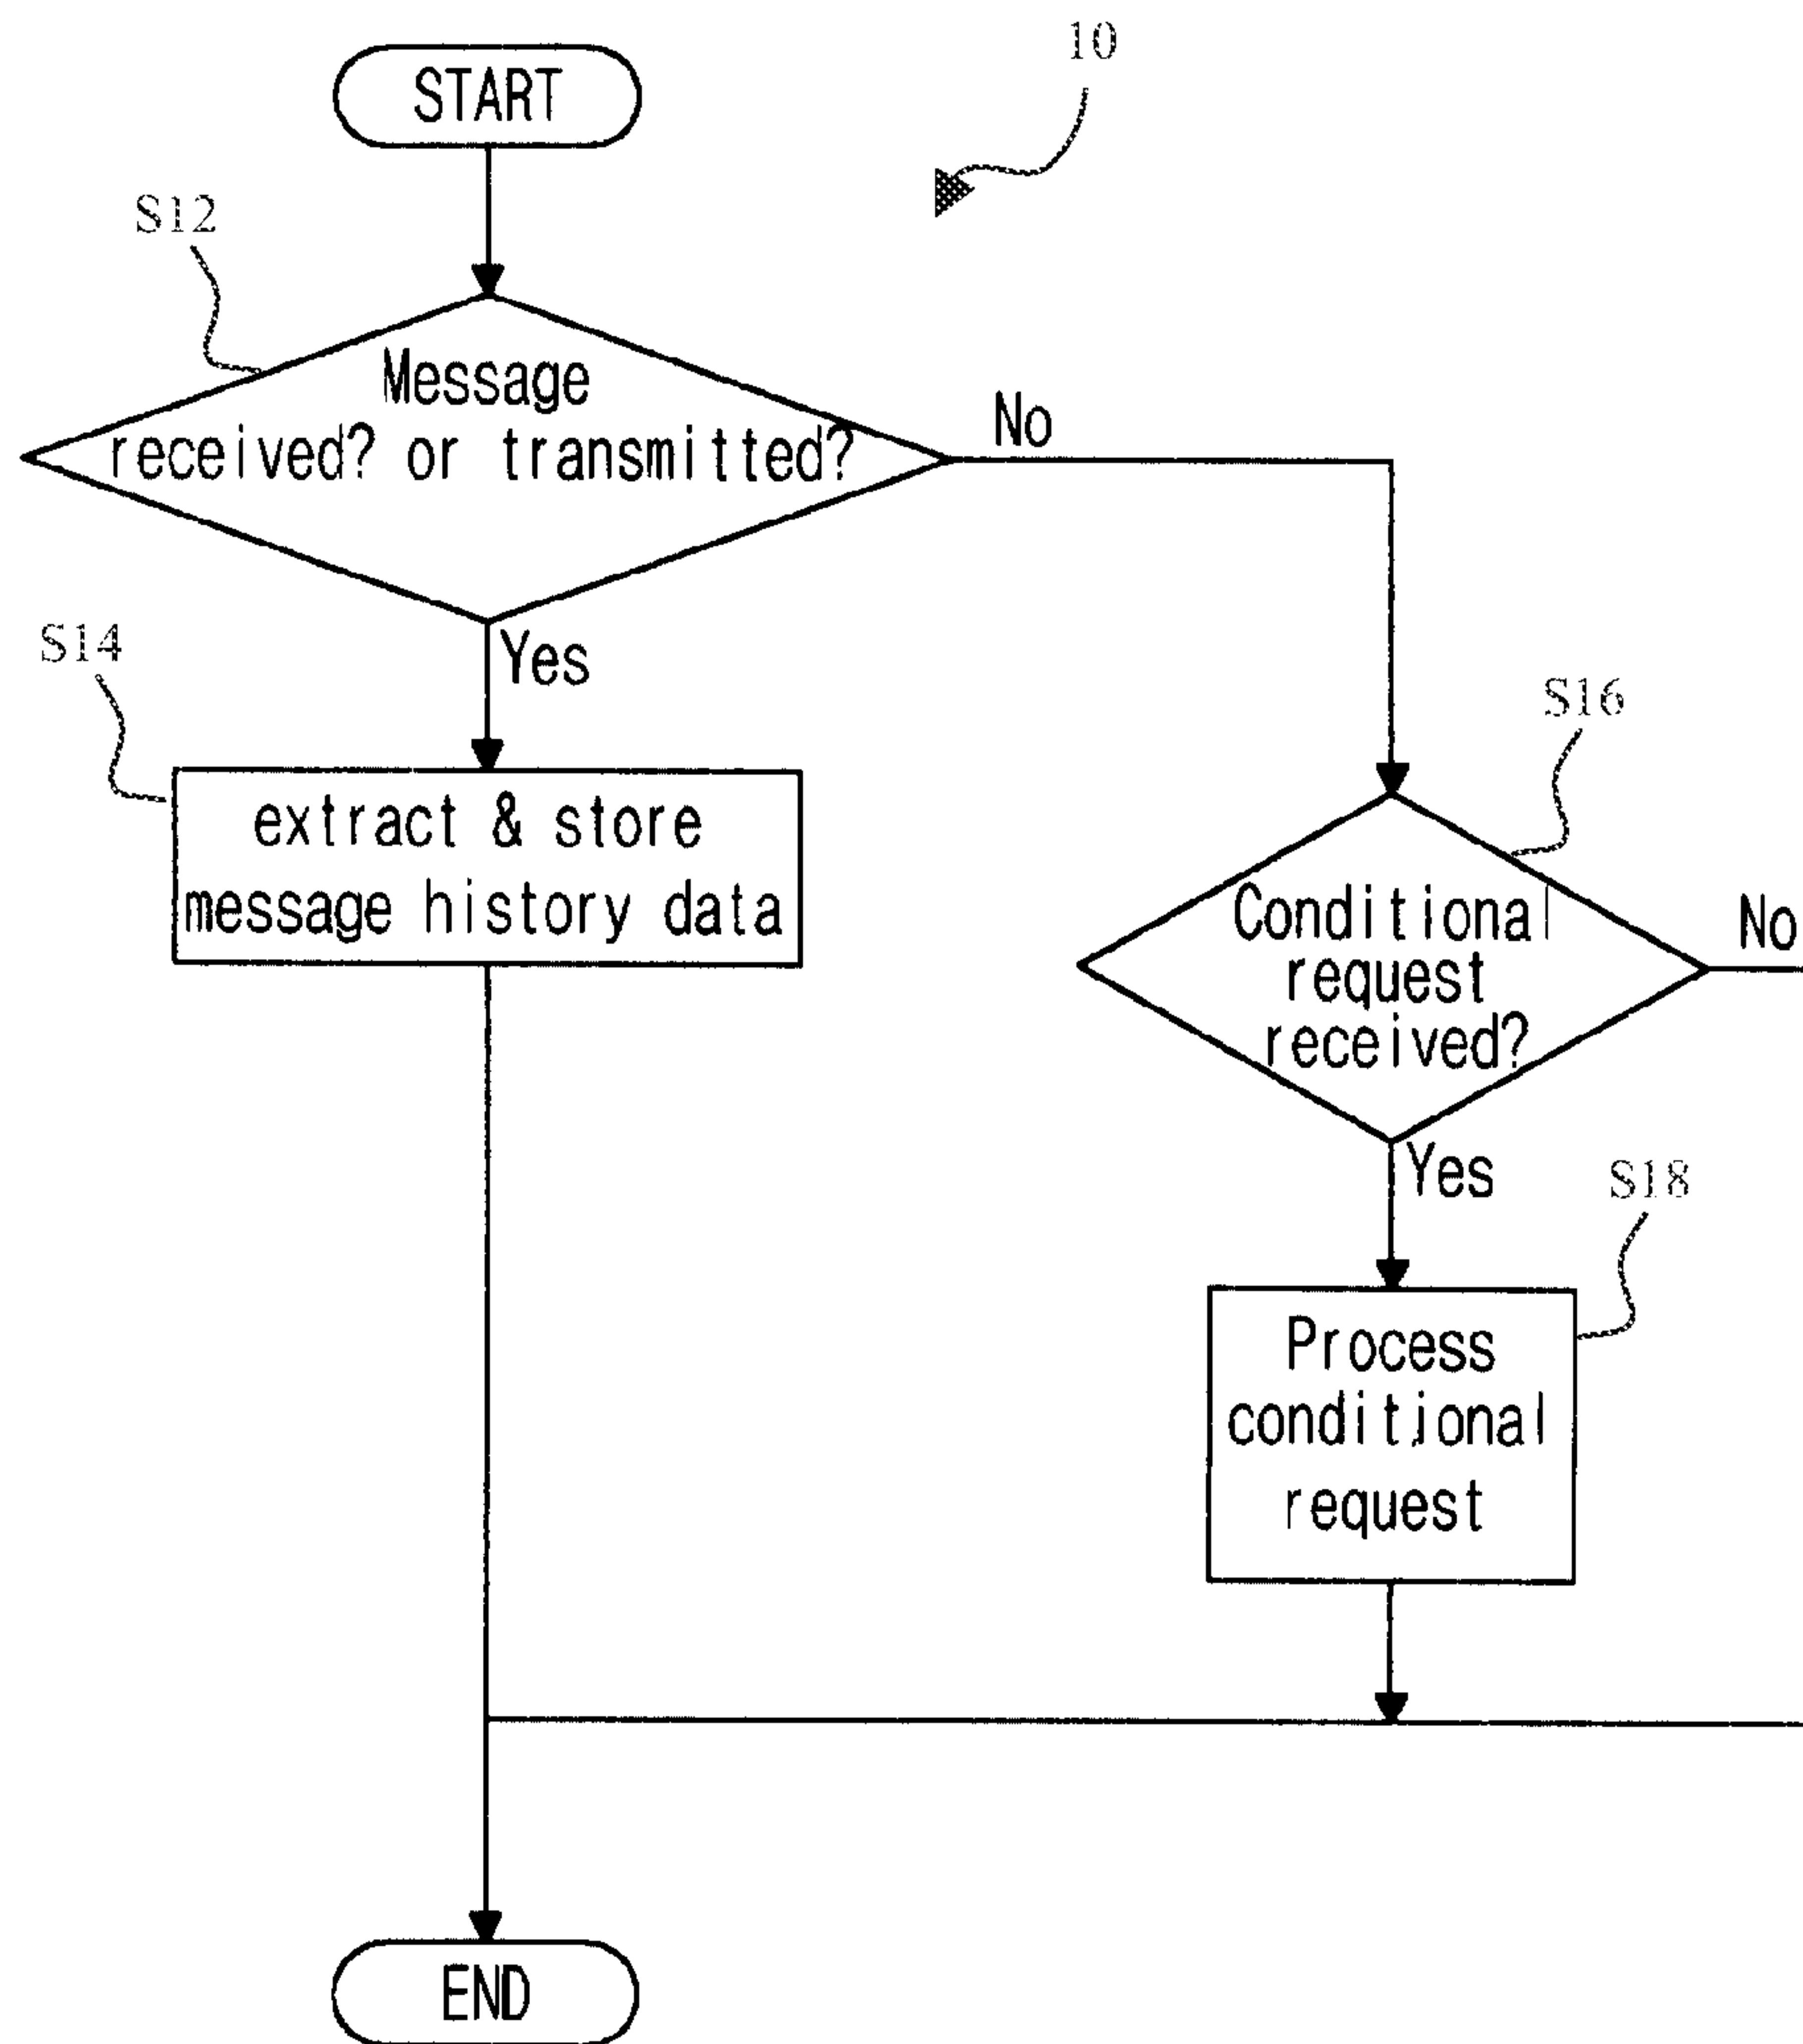 10
START
S12
Message
received? or transmitted?
No
Yes
S14
extract & store
message history data
S16
Conditional
request
received?
No
Yes
S18
Process
conditional
request
END